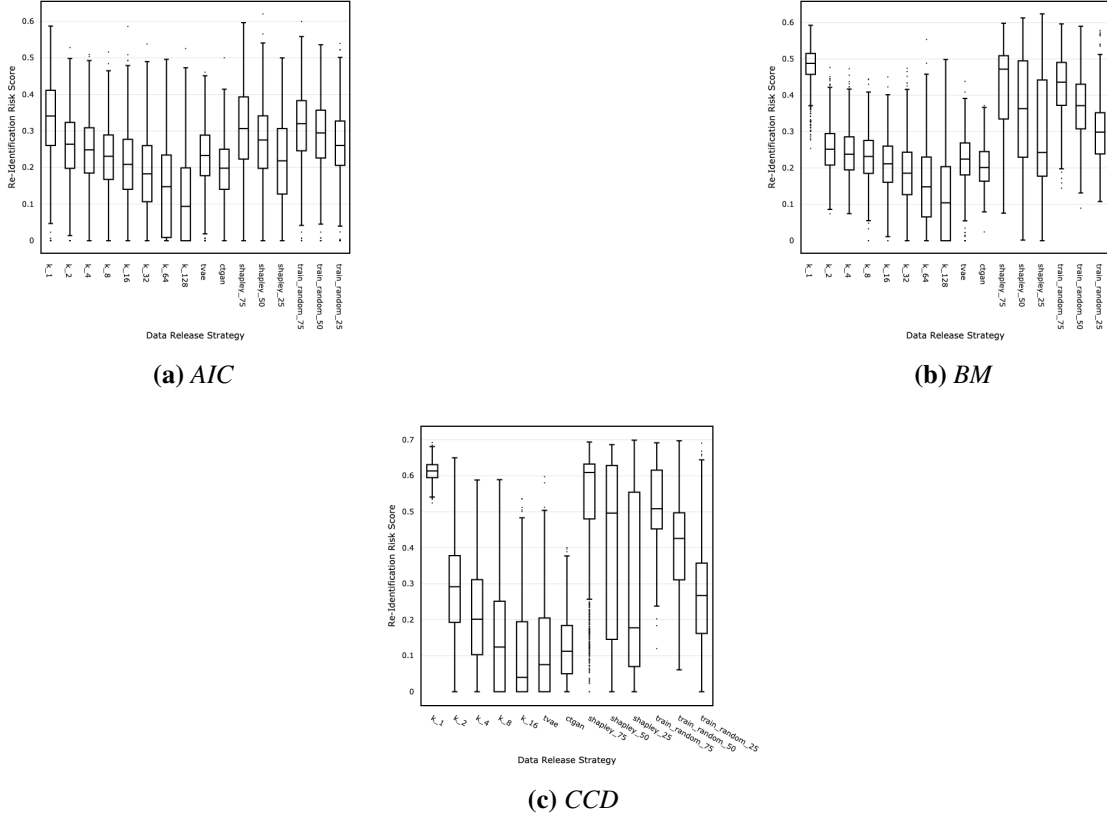 0.6
0.5
0.4
0.3
0.2
0.1
0
Re-Identification Risk Score
k_1
k_2
k_4
k_8
k_16
k_32
k_64
k_128
tvae
ctgan
shapley_75
shapley_50
shapley_25
train_random_75
train_random_50
train_random_25
Data Release Strategy
(a) AIC
0.6
0.5
0.4
0.3
0.2
0.1
0
Re-Identification Risk Score
k_1
k_2
k_4
k_8
k_16
k_32
k_64
k_128
tvae
ctgan
shapley_75
shapley_50
shapley_25
train_random_75
train_random_50
train_random_25
Data Release Strategy
(b) BM
0.7
0.6
0.5
0.4
0.3
0.2
0.1
0
Re-Identification Risk Score
k_1
k_2
k_4
k_8
k_16
tvae
ctgan
shapley_75
shapley_50
shapley_25
train_random_75
train_random_50
train_random_25
Data Release Strategy
(c) CCD